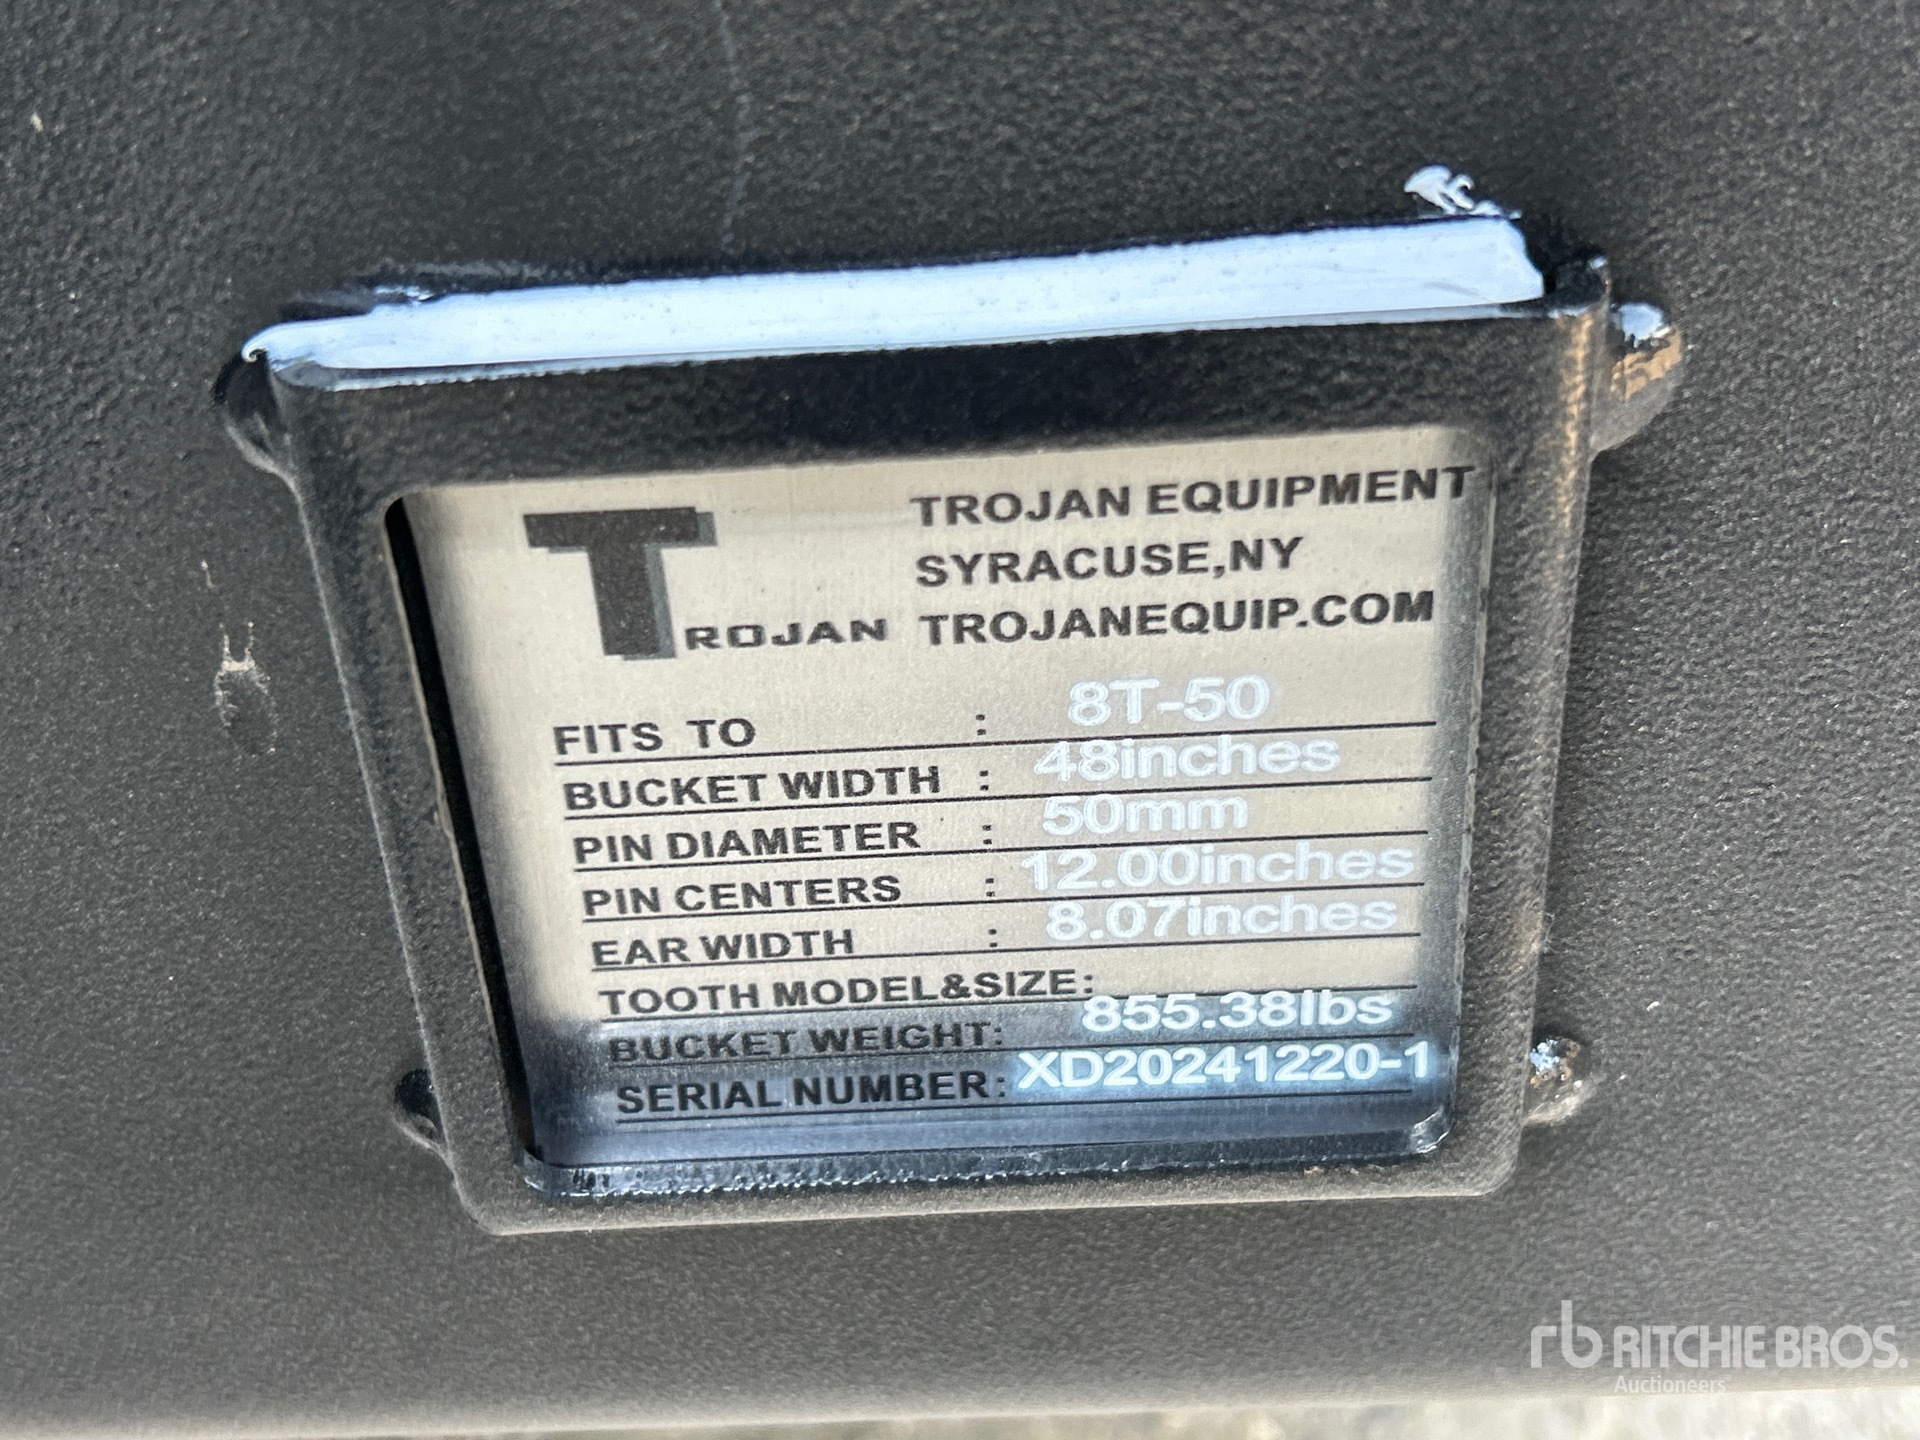 TROJAN
TROJAN EQUIPMENT
SYRACUSE,NY
TROJANEQUIP.COM
FITS TO : 8T-50
BUCKET WIDTH : 48inches
PIN DIAMETER : 50mm
PIN CENTERS : 12.00inches
EAR WIDTH : 8.07inches
TOOTH MODEL&SIZE:
BUCKET WEIGHT: 855.38lbs
SERIAL NUMBER: XD20241220-1
rb RITCHIE BROS.
Auctioneers